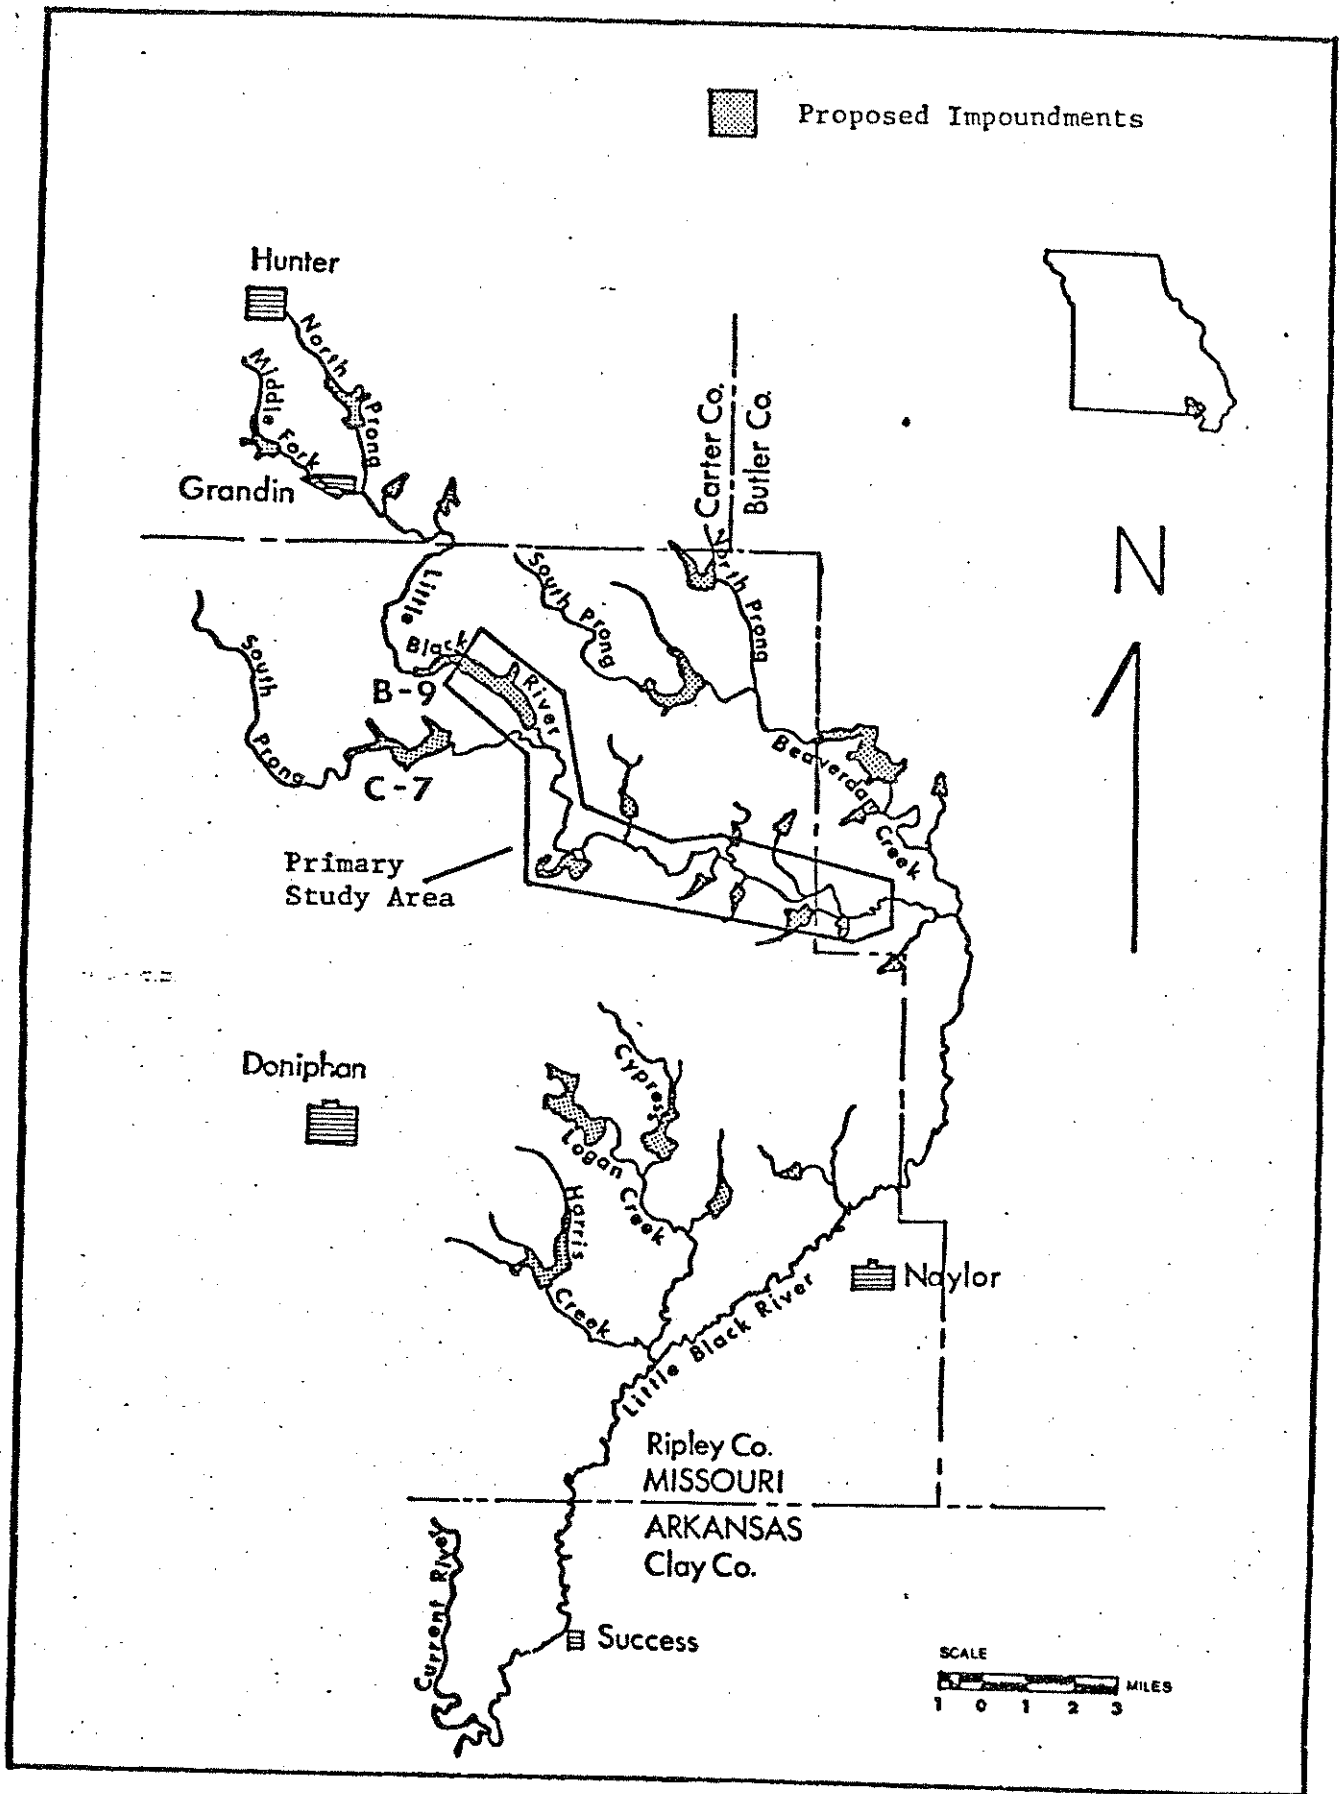 Proposed Impoundments
Hunter
North Prong
Middle Fork
Grandin
Carter Co.
Butler Co.
N
Little Black River
South Prong
North Prong
South Prong
B-9
C-7
Beaverdam Creek
Primary
Study Area
Doniphan
Cypress
Logan Creek
Harris Creek
Naylor
Little Black River
Ripley Co.
MISSOURI
ARKANSAS
Clay Co.
Current River
Success
SCALE
MILES
1 0 1 2 3